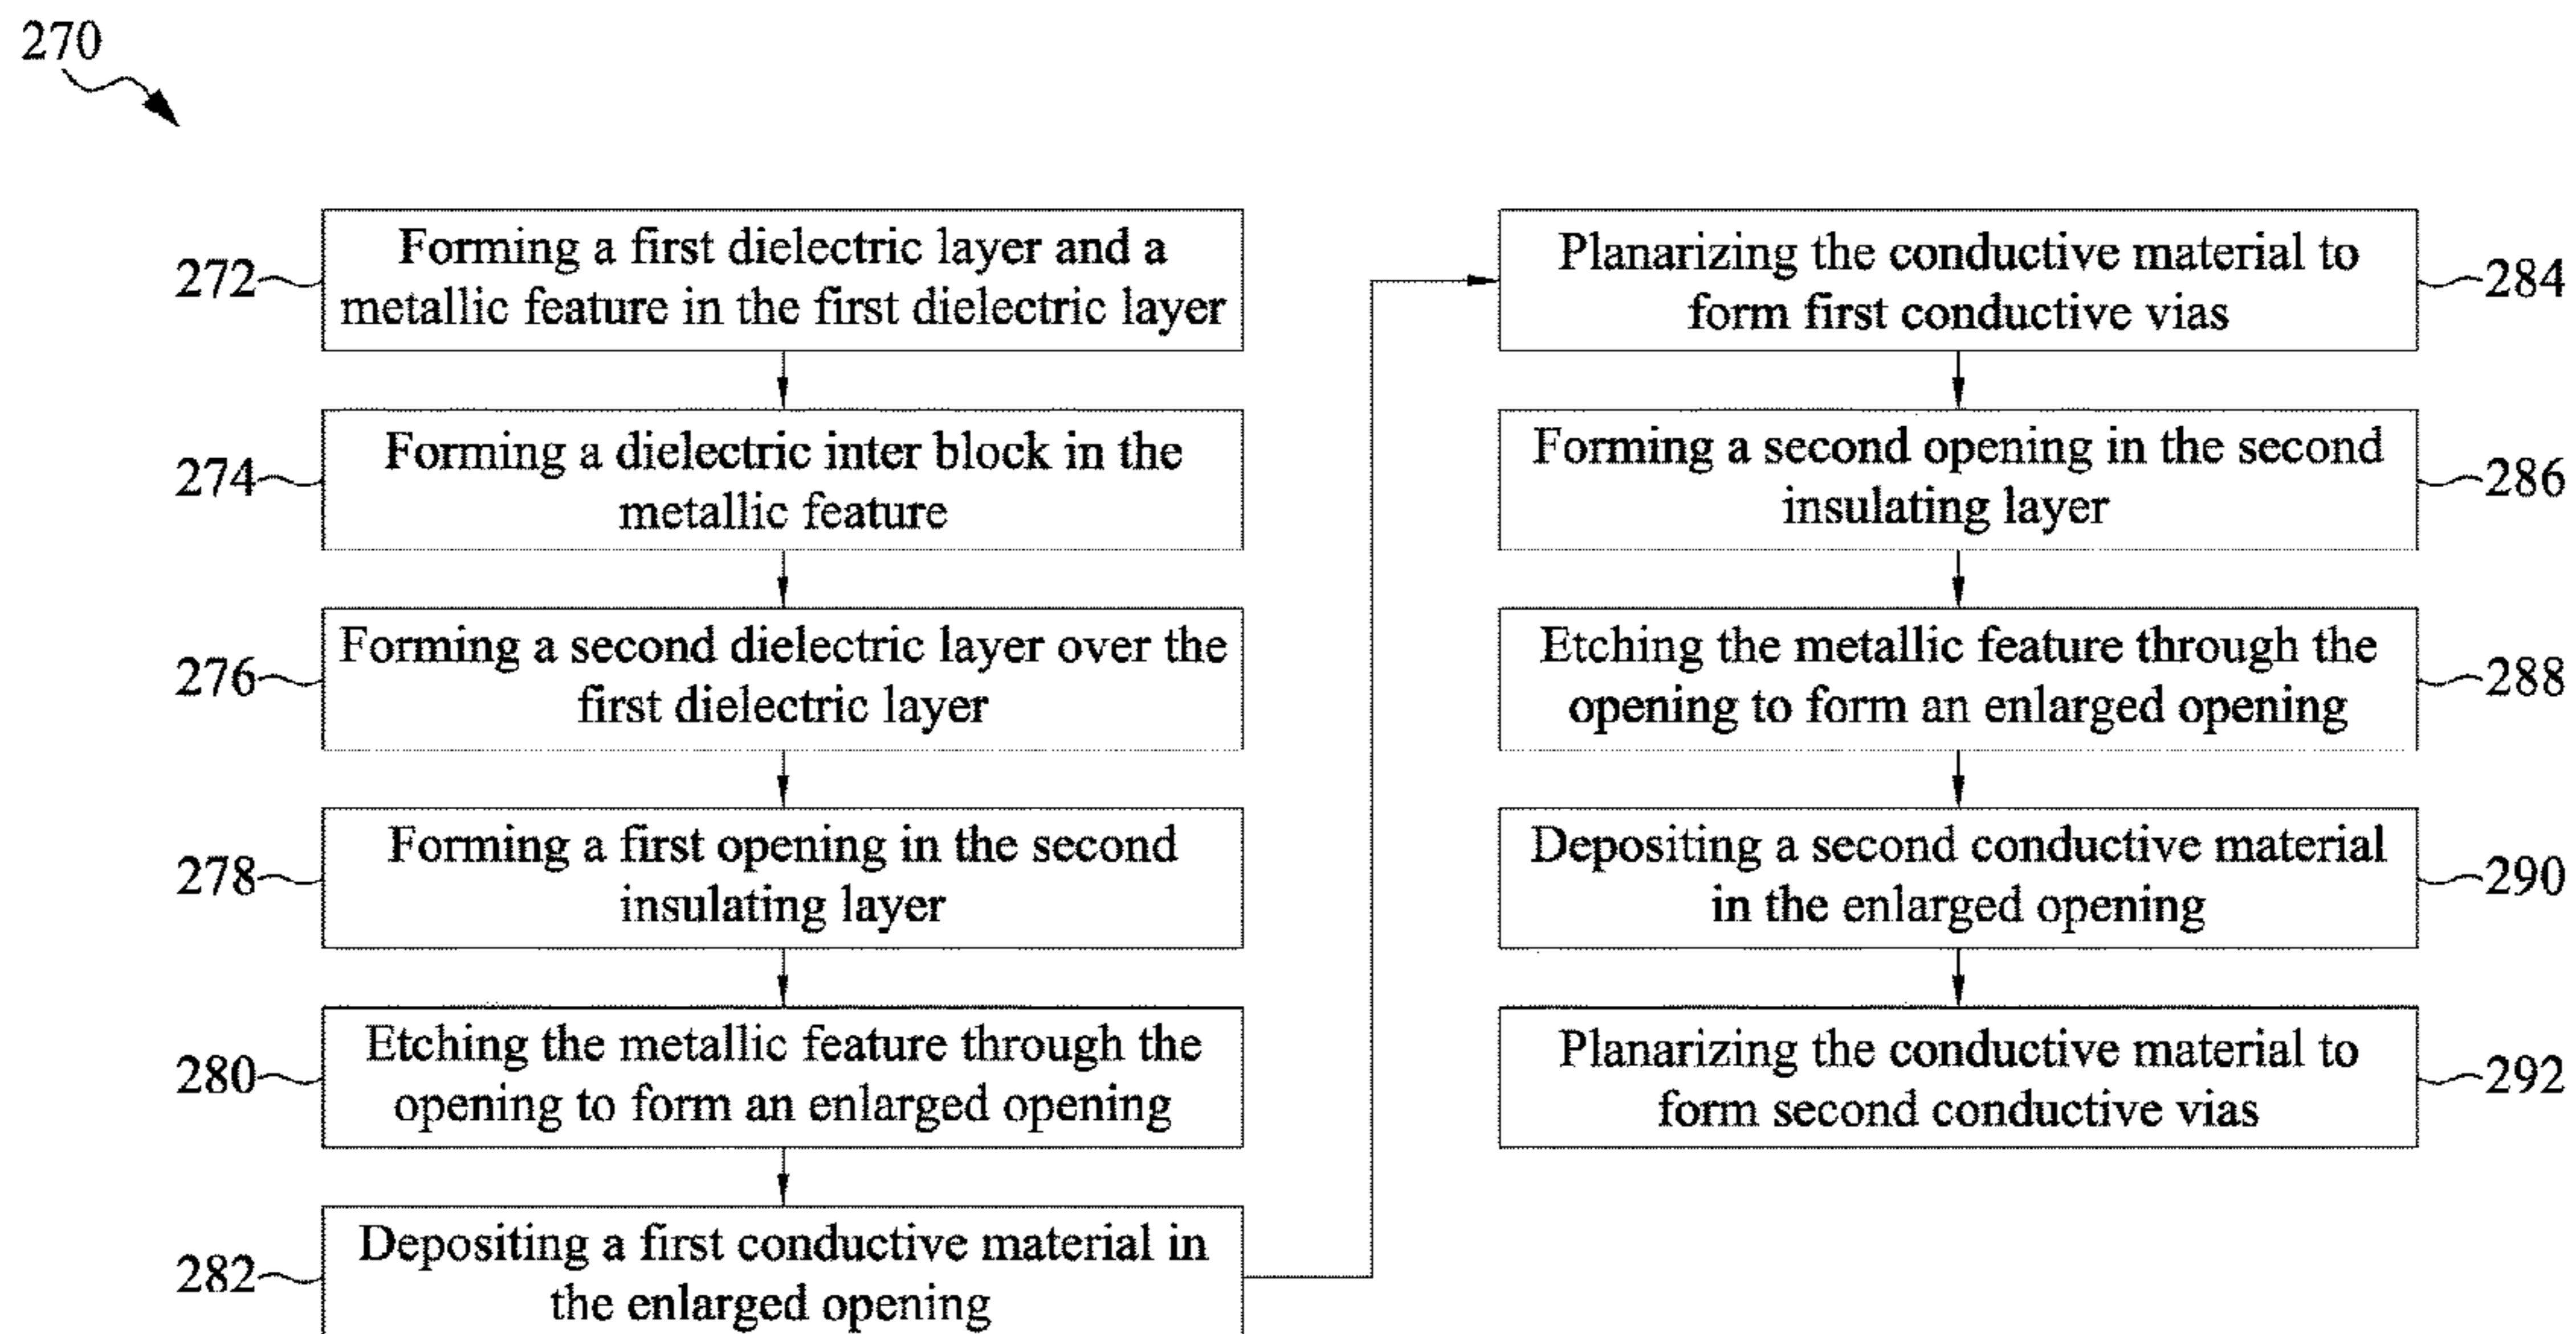 270
272
Forming a first dielectric layer and a
metallic feature in the first dielectric layer
274
Forming a dielectric inter block in the
metallic feature
276
Forming a second dielectric layer over the
first dielectric layer
278
Forming a first opening in the second
insulating layer
280
Etching the metallic feature through the
opening to form an enlarged opening
282
Depositing a first conductive material in
the enlarged opening
Planarizing the conductive material to
form first conductive vias
284
Forming a second opening in the second
insulating layer
286
Etching the metallic feature through the
opening to form an enlarged opening
288
Depositing a second conductive material
in the enlarged opening
290
Planarizing the conductive material to
form second conductive vias
292